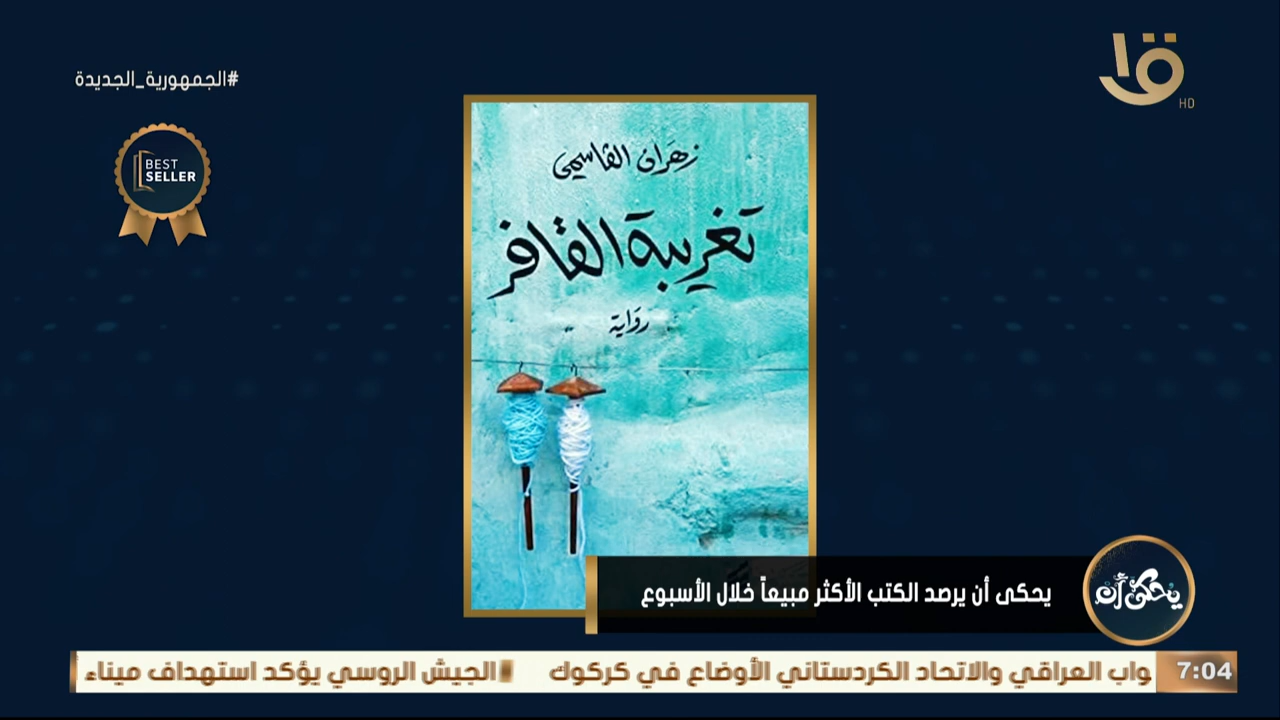 #الجمهورية_الجديدة
HD
BEST
SELLER
زهران القاسمي
تغريبة القافر
رواية
يحكى أن يرصد الكتب الأكثر مبيعاً خلال الأسبوع
يحكى أن
7:04
واب العراقي والاتحاد الكردستاني الأوضاع في كركوك الجيش الروسي يؤكد استهداف ميناء